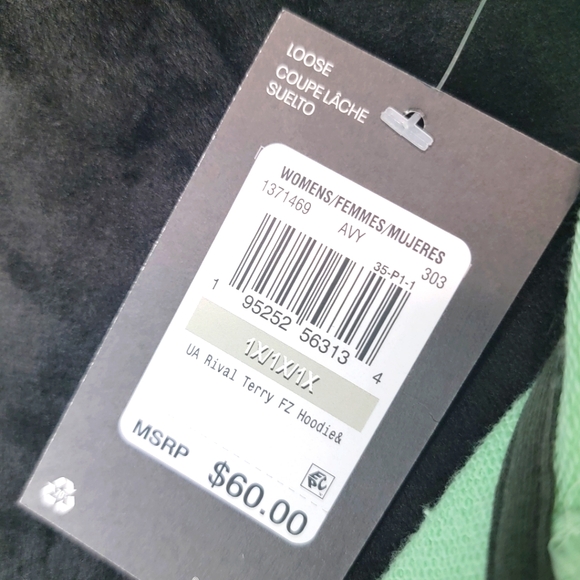 LOOSE
COUPE LÂCHE
SUELTO
WOMENS/FEMMES/MUJERES
1371469 AVY 303
35-P1-1
1 95252 56313 4
1X/1X/1X
UA Rival Terry FZ Hoodie&
MSRP $60.00